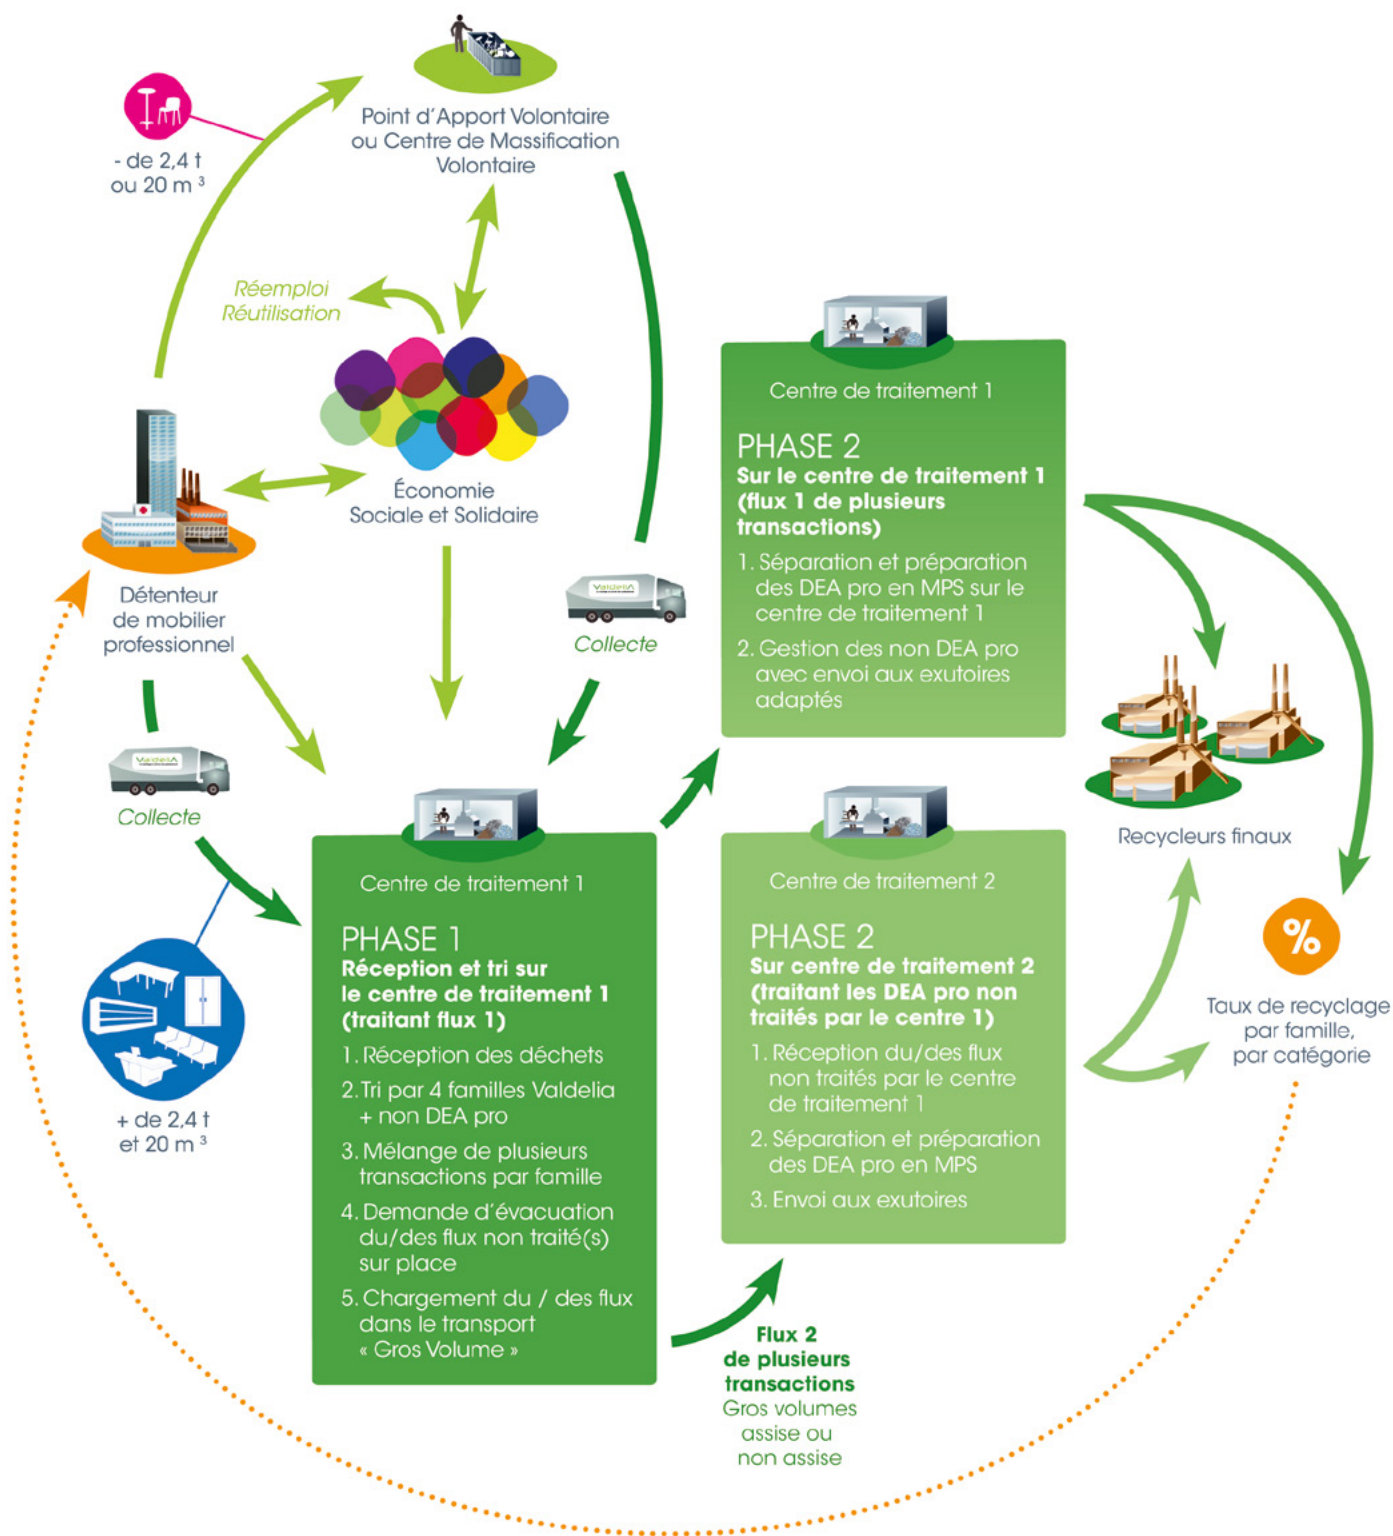 Point d'Apport Volontaire
ou Centre de Massification
Volontaire
- de 2,4 t
ou 20 m³
Réemploi
Réutilisation
Économie
Sociale et Solidaire
Détenteur
de mobilier
professionnel
ValdeliA
Collecte
ValdeliA
Collecte
+ de 2,4 t
et 20 m³
Centre de traitement 1
PHASE 1
Réception et tri sur
le centre de traitement 1
(traitant flux 1)
1. Réception des déchets
2. Tri par 4 familles Valdelia
+ non DEA pro
3. Mélange de plusieurs
transactions par famille
4. Demande d'évacuation
du/des flux non traité(s)
sur place
5. Chargement du / des flux
dans le transport
« Gros Volume »
Centre de traitement 1
PHASE 2
Sur le centre de traitement 1
(flux 1 de plusieurs
transactions)
1. Séparation et préparation
des DEA pro en MPS sur le
centre de traitement 1
2. Gestion des non DEA pro
avec envoi aux exutoires
adaptés
Centre de traitement 2
PHASE 2
Sur centre de traitement 2
(traitant les DEA pro non
traités par le centre 1)
1. Réception du/des flux
non traités par le centre
de traitement 1
2. Séparation et préparation
des DEA pro en MPS
3. Envoi aux exutoires
Flux 2
de plusieurs
transactions
Gros volumes
assise ou
non assise
Recycleurs finaux
%
Taux de recyclage
par famille,
par catégorie